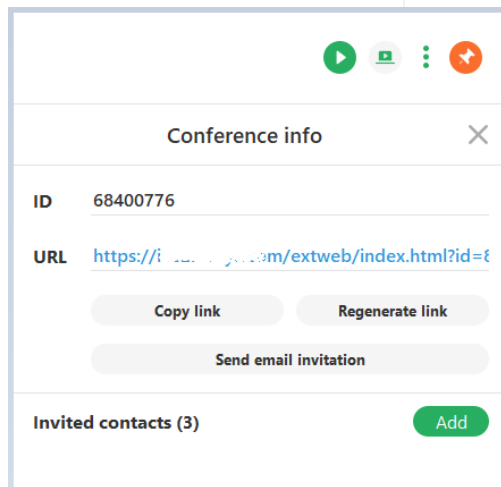 Conference info
ID 68400776
URL https://i m/extweb/index.html?id=
Copy link Regenerate link
Send email invitation
Invited contacts (3) Add